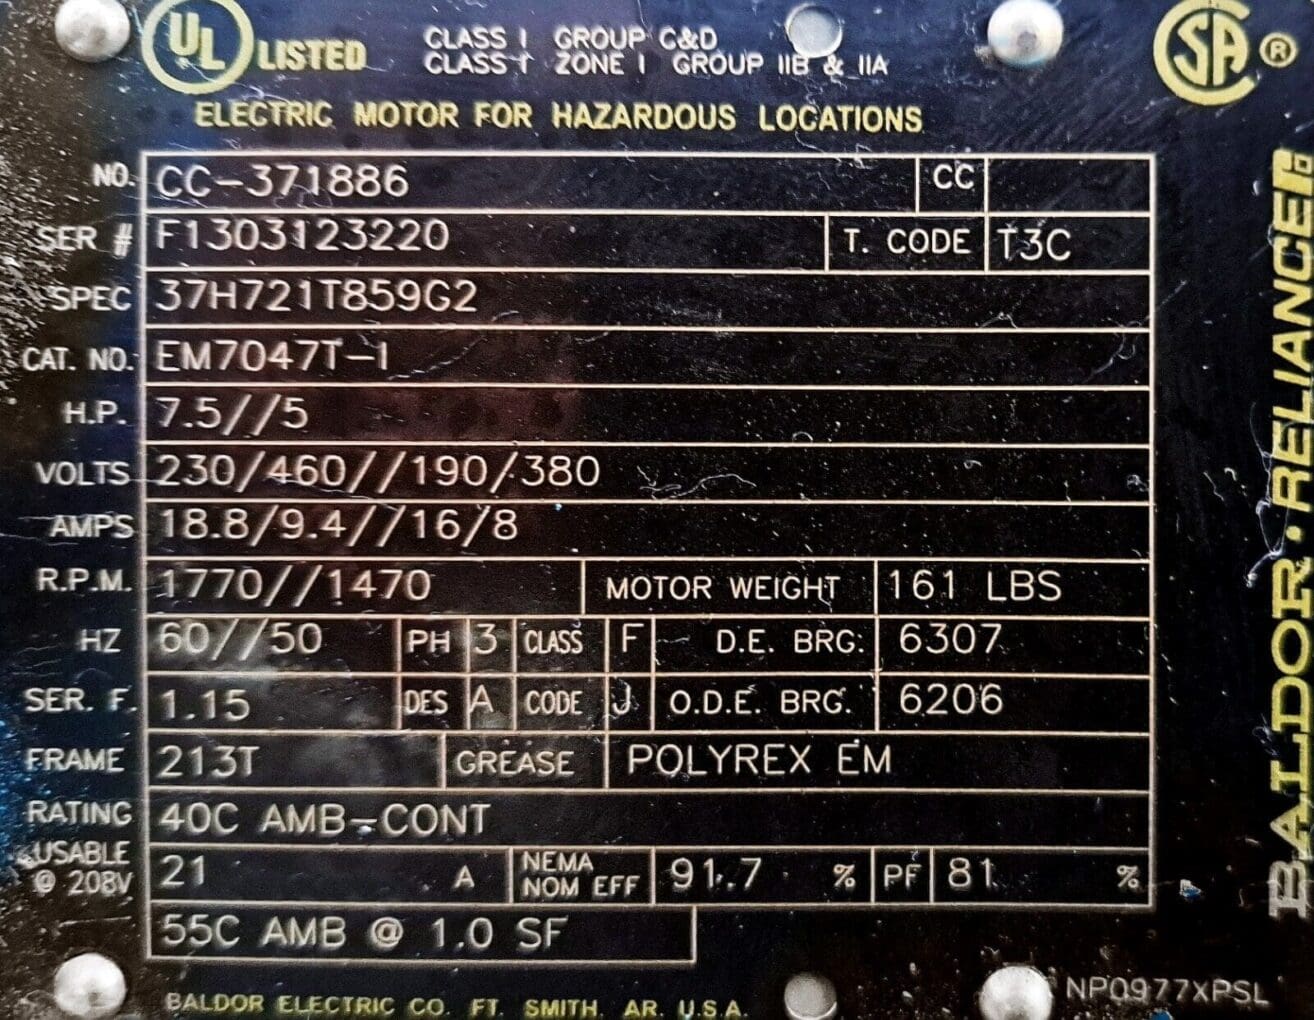 UL LISTED
CLASS I GROUP C&D
CLASS I ZONE I GROUP IIB & IIA
SA ®
ELECTRIC MOTOR FOR HAZARDOUS LOCATIONS
NO. CC-371886 CC
SER # F1303123220 T. CODE T3C
SPEC 37H721T859G2
CAT. NO. EM7047T-I
H.P. 7.5//5
VOLTS 230/460//190/380
AMPS 18.8/9.4//16/8
R.P.M. 1770//1470 MOTOR WEIGHT 161 LBS
HZ 60//50 PH 3 CLASS F D.E. BRG. 6307
SER. F. 1.15 DES A CODE J O.D.E. BRG. 6206
FRAME 213T GREASE POLYREX EM
RATING 40C AMB-CONT
USABLE @ 208V 21 A NEMA NOM EFF 91.7 % PF 81 %
55C AMB @ 1.0 SF
BALDOR ELECTRIC CO. FT. SMITH, AR. U.S.A.
NP0977XPSL
BALDOR·RELIANCE